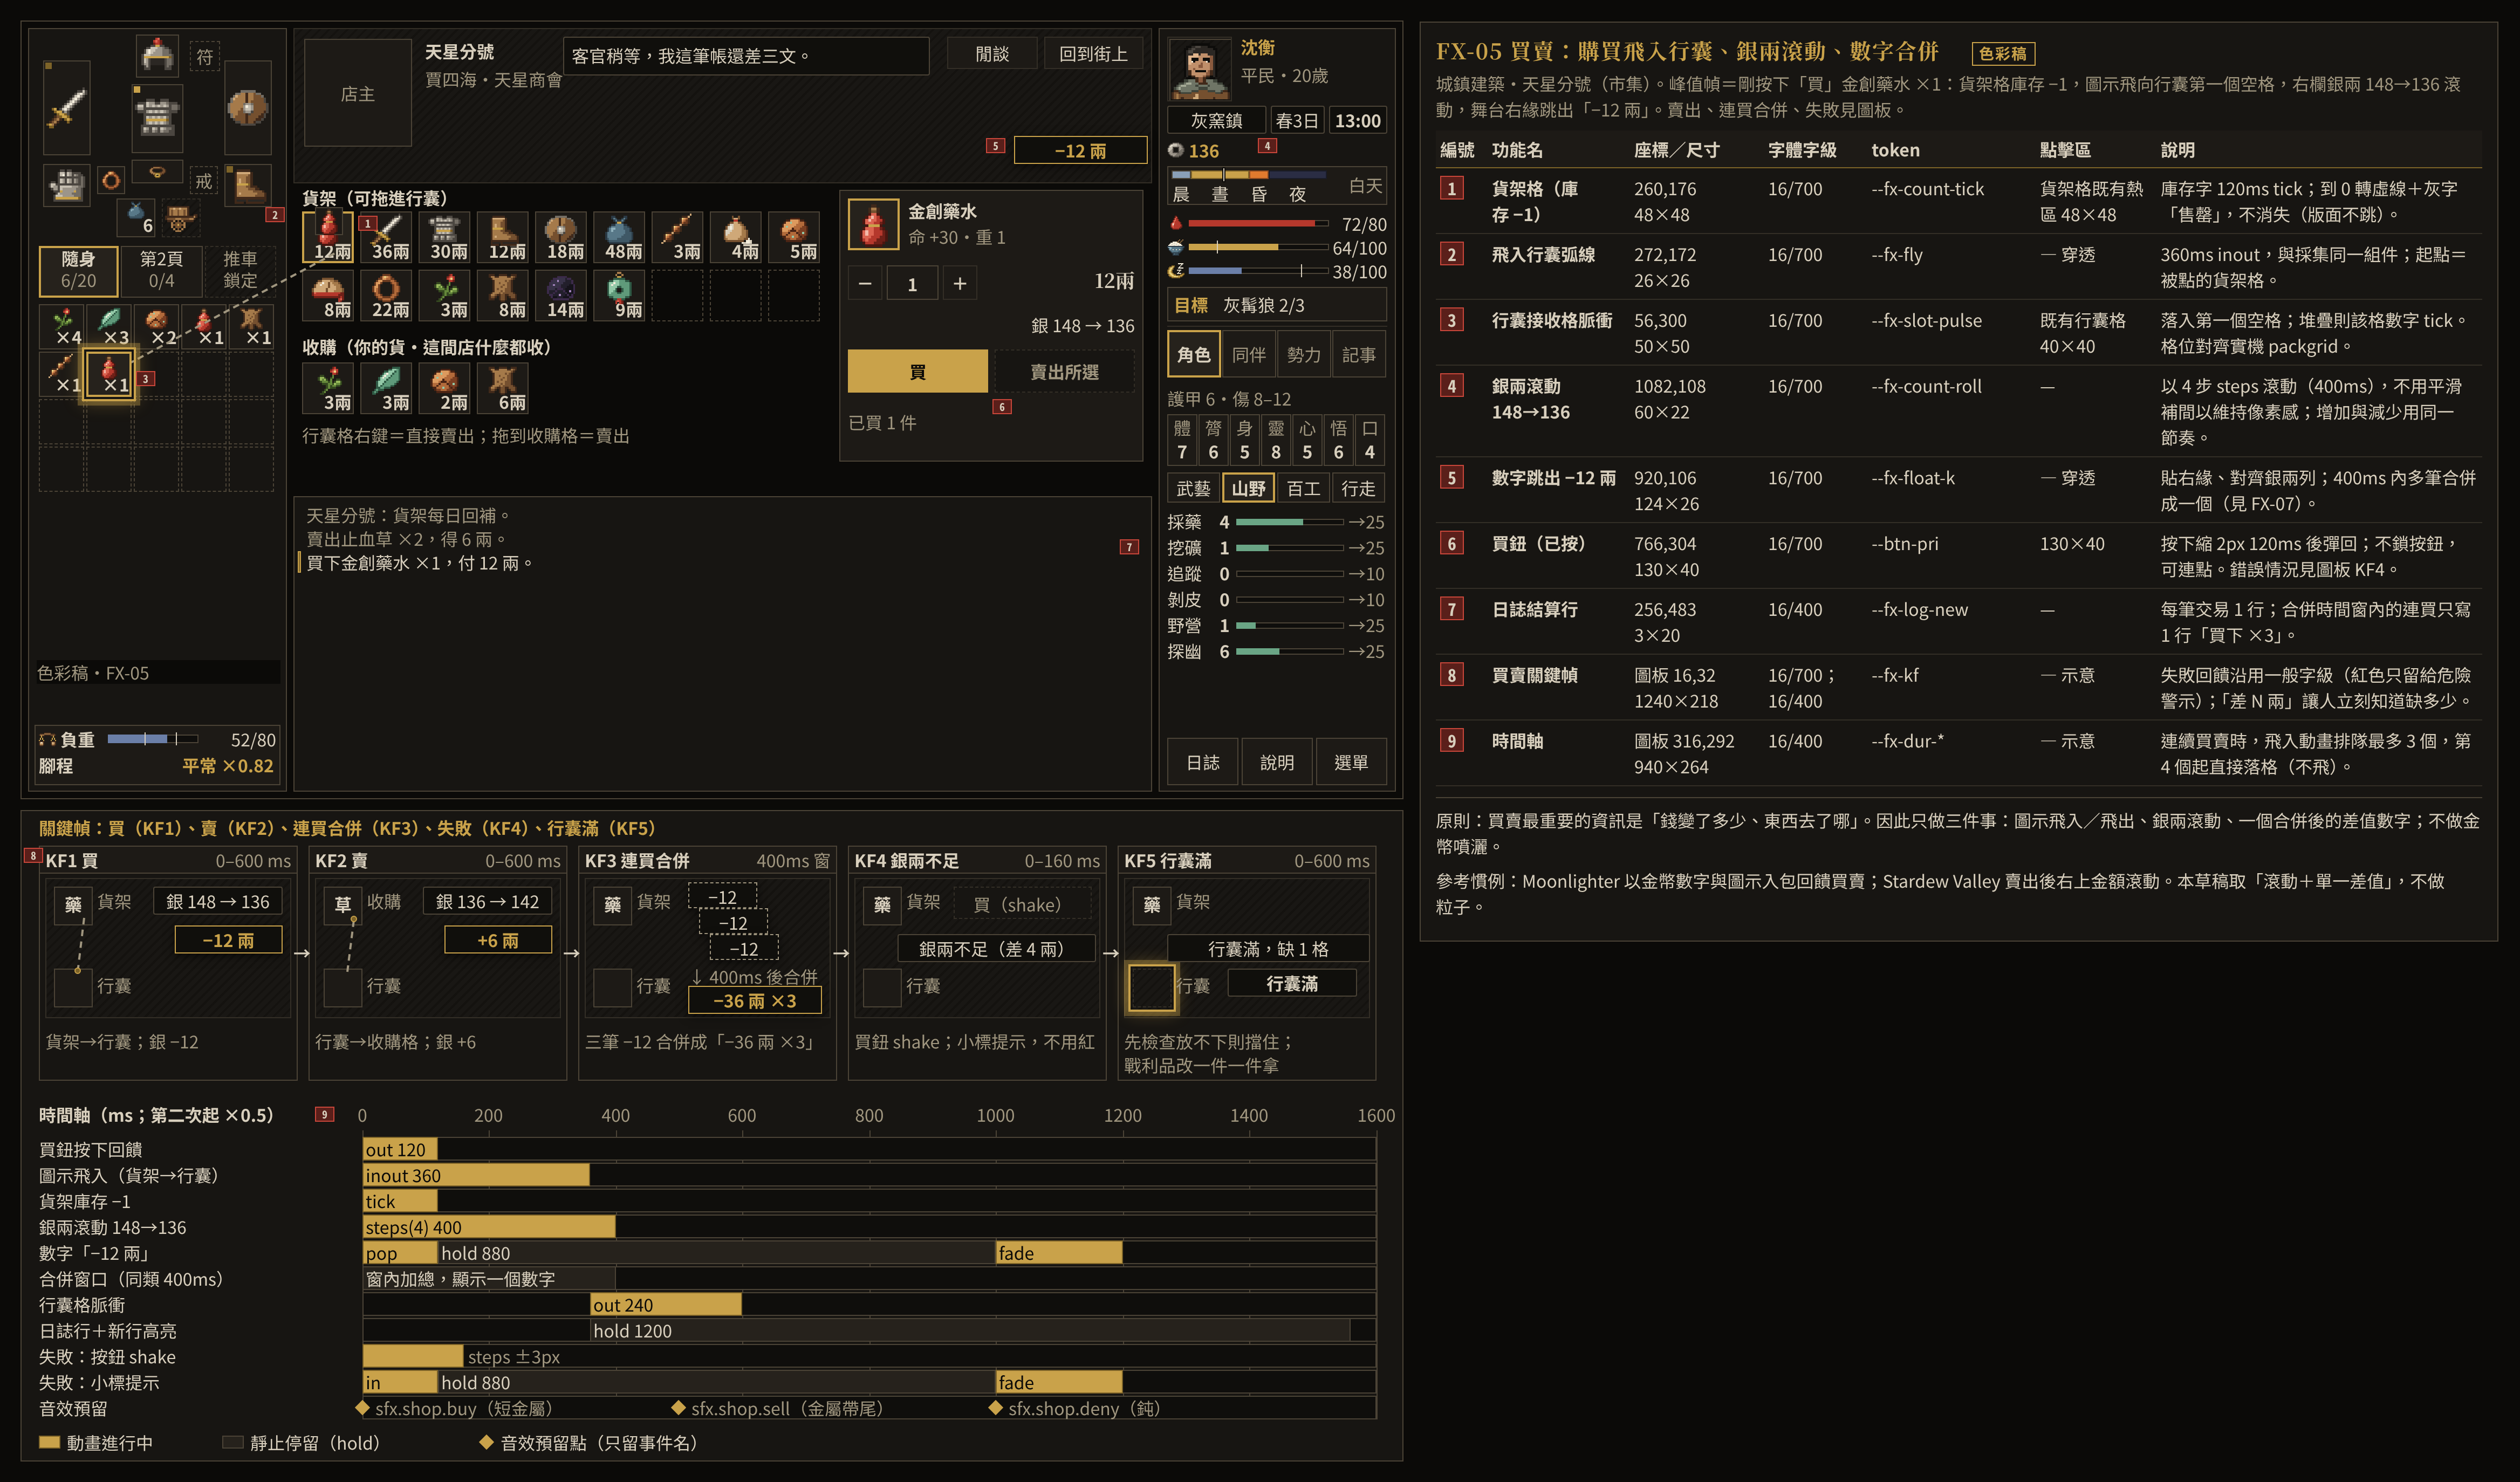 符
戒
6
2
隨身
6/20
第2頁
0/4
推車
鎖定
×4
×3
×2
×1
×1
×1
×1
3
色彩稿・FX-05
負重
52/80
腳程
平常 ×0.82
店主
天星分號
賈四海・天星商會
客官稍等，我這筆帳還差三文。
閒談
回到街上
5
−12 兩
貨架（可拖進行囊）
1
12兩
36兩
30兩
12兩
18兩
48兩
3兩
4兩
5兩
8兩
22兩
3兩
8兩
14兩
9兩
收購（你的貨・這間店什麼都收）
3兩
3兩
2兩
6兩
行囊格右鍵＝直接賣出；拖到收購格＝賣出
金創藥水
命 +30・重 1
−
1
+
12兩
銀 148 → 136
買
賣出所選
6
已買 1 件
天星分號：貨架每日回補。
賣出止血草 ×2，得 6 兩。
買下金創藥水 ×1，付 12 兩。
7
沈衡
平民・20歲
灰窯鎮
春3日
13:00
136
4
晨
晝
昏
夜
白天
72/80
64/100
38/100
目標
灰髯狼 2/3
角色
同伴
勢力
記事
護甲 6・傷 8–12
體
膂
身
靈
心
悟
口
7
6
5
8
5
6
4
武藝
山野
百工
行走
採藥
4
→25
挖礦
1
→25
追蹤
0
→10
剝皮
0
→10
野營
1
→25
探幽
6
→25
日誌
說明
選單
關鍵幀：買（KF1）、賣（KF2）、連買合併（KF3）、失敗（KF4）、行囊滿（KF5）
8
KF1 買
0–600 ms
藥
貨架
銀 148 → 136
−12 兩
行囊
貨架→行囊；銀 −12
→
KF2 賣
0–600 ms
草
收購
銀 136 → 142
+6 兩
行囊
行囊→收購格；銀 +6
→
KF3 連買合併
400ms 窗
藥
貨架
−12
−12
−12
↓ 400ms 後合併
行囊
−36 兩 ×3
三筆 −12 合併成「−36 兩 ×3」
→
KF4 銀兩不足
0–160 ms
藥
貨架
買（shake）
銀兩不足（差 4 兩）
行囊
買鈕 shake；小標提示，不用紅
→
KF5 行囊滿
0–600 ms
藥
貨架
行囊滿，缺 1 格
行囊
行囊滿
先檢查放不下則擋住；
戰利品改一件一件拿
時間軸（ms；第二次起 ×0.5）
9
0
200
400
600
800
1000
1200
1400
1600
買鈕按下回饋
out 120
圖示飛入（貨架→行囊）
inout 360
貨架庫存 −1
tick
銀兩滾動 148→136
steps(4) 400
數字「−12 兩」
pop
hold 880
fade
合併窗口（同類 400ms）
窗內加總，顯示一個數字
行囊格脈衝
out 240
日誌行＋新行高亮
hold 1200
失敗：按鈕 shake
steps ±3px
失敗：小標提示
in
hold 880
fade
音效預留
sfx.shop.buy（短金屬）
sfx.shop.sell（金屬帶尾）
sfx.shop.deny（鈍）
動畫進行中
靜止停留（hold）
音效預留點（只留事件名）
FX-05 買賣：購買飛入行囊、銀兩滾動、數字合併
色彩稿
城鎮建築・天星分號（市集）。峰值幀＝剛按下「買」金創藥水 ×1：貨架格庫存 −1，圖示飛向行囊第一個空格，右欄銀兩 148→136 滾
動，舞台右緣跳出「−12 兩」。賣出、連買合併、失敗見圖板。
編號
功能名
座標／尺寸
字體字級
token
點擊區
說明
1
貨架格（庫
存 −1）
260,176
48×48
16/700
--fx-count-tick
貨架格既有熱
區 48×48
庫存字 120ms tick；到 0 轉虛線＋灰字
「售罄」，不消失（版面不跳）。
2
飛入行囊弧線
272,172
26×26
16/700
--fx-fly
— 穿透
360ms inout，與採集同一組件；起點＝
被點的貨架格。
3
行囊接收格脈衝
56,300
50×50
16/700
--fx-slot-pulse
既有行囊格
40×40
落入第一個空格；堆疊則該格數字 tick。
格位對齊實機 packgrid。
4
銀兩滾動
148→136
1082,108
60×22
16/700
--fx-count-roll
—
以 4 步 steps 滾動（400ms），不用平滑
補間以維持像素感；增加與減少用同一
節奏。
5
數字跳出 −12 兩
920,106
124×26
16/700
--fx-float-k
— 穿透
貼右緣、對齊銀兩列；400ms 內多筆合併
成一個（見 FX-07）。
6
買鈕（已按）
766,304
130×40
16/700
--btn-pri
130×40
按下縮 2px 120ms 後彈回；不鎖按鈕，
可連點。錯誤情況見圖板 KF4。
7
日誌結算行
256,483
3×20
16/400
--fx-log-new
—
每筆交易 1 行；合併時間窗內的連買只寫
1 行「買下 ×3」。
8
買賣關鍵幀
圖板 16,32
1240×218
16/700；
16/400
--fx-kf
— 示意
失敗回饋沿用一般字級（紅色只留給危險
警示）；「差 N 兩」讓人立刻知道缺多少。
9
時間軸
圖板 316,292
940×264
16/400
--fx-dur-*
— 示意
連續買賣時，飛入動畫排隊最多 3 個，第
4 個起直接落格（不飛）。
原則：買賣最重要的資訊是「錢變了多少、東西去了哪」。因此只做三件事：圖示飛入／飛出、銀兩滾動、一個合併後的差值數字；不做金
幣噴灑。
參考慣例：Moonlighter 以金幣數字與圖示入包回饋買賣；Stardew Valley 賣出後右上金額滾動。本草稿取「滾動＋單一差值」，不做
粒子。